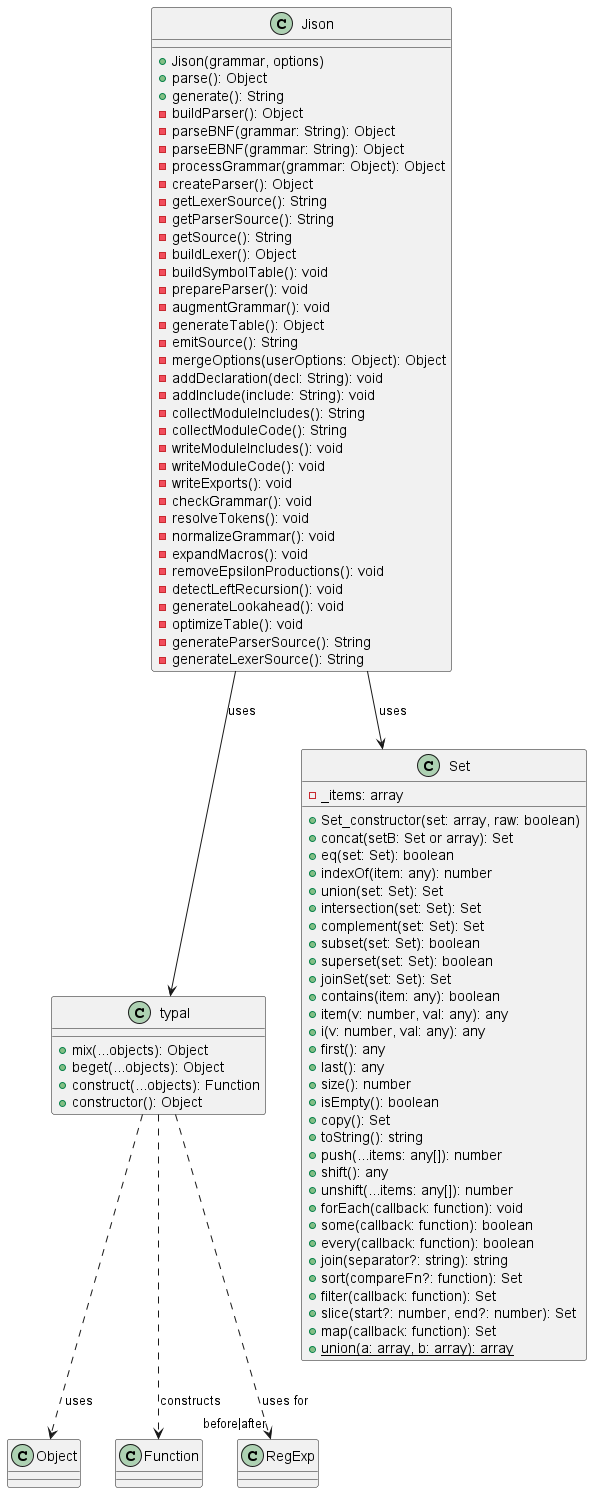 C Jison
Jison(grammar, options)
parse(): Object
generate(): String
buildParser(): Object
parseBNF(grammar: String): Object
parseEBNF(grammar: String): Object
processGrammar(grammar: Object): Object
createParser(): Object
getLexerSource(): String
getParserSource(): String
getSource(): String
buildLexer(): Object
buildSymbolTable(): void
prepareParser(): void
augmentGrammar(): void
generateTable(): Object
emitSource(): String
mergeOptions(userOptions: Object): Object
addDeclaration(decl: String): void
addInclude(include: String): void
collectModuleIncludes(): String
collectModuleCode(): String
writeModuleIncludes(): void
writeModuleCode(): void
writeExports(): void
checkGrammar(): void
resolveTokens(): void
normalizeGrammar(): void
expandMacros(): void
removeEpsilonProductions(): void
detectLeftRecursion(): void
generateLookahead(): void
optimizeTable(): void
generateParserSource(): String
generateLexerSource(): String
uses
uses
C Set
_items: array
Set_constructor(set: array, raw: boolean)
concat(setB: Set or array): Set
eq(set: Set): boolean
indexOf(item: any): number
union(set: Set): Set
intersection(set: Set): Set
complement(set: Set): Set
subset(set: Set): boolean
superset(set: Set): boolean
joinSet(set: Set): Set
contains(item: any): boolean
item(v: number, val: any): any
i(v: number, val: any): any
first(): any
last(): any
size(): number
isEmpty(): boolean
copy(): Set
toString(): string
push(...items: any[]): number
shift(): any
unshift(...items: any[]): number
forEach(callback: function): void
some(callback: function): boolean
every(callback: function): boolean
join(separator?: string): string
sort(compareFn?: function): Set
filter(callback: function): Set
slice(start?: number, end?: number): Set
map(callback: function): Set
union(a: array, b: array): array
C typal
mix(...objects): Object
beget(...objects): Object
construct(...objects): Function
constructor(): Object
uses
constructs
uses for
before|after
C Object
C Function
C RegExp